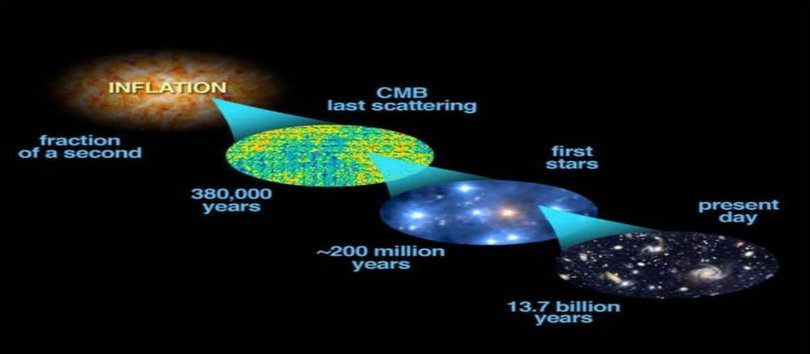 INFLATION
fraction
of a second
CMB
last scattering
380,000
years
first
stars
~200 million
years
present
day
13.7 billion
years